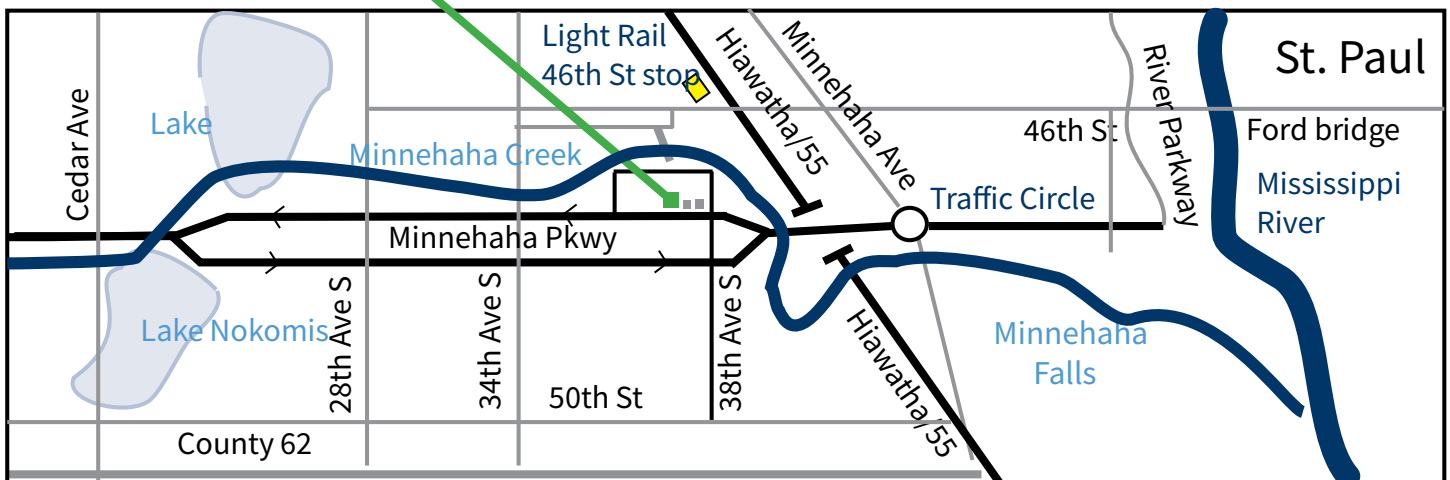 Light Rail
46th St stop
Hiawatha/55
Minnehaha Ave
River Parkway
St. Paul
Cedar Ave
Lake
Minnehaha Creek
46th St
Ford bridge
Mississippi
River
Traffic Circle
Minnehaha Pkwy
Lake Nokomis
28th Ave S
34th Ave S
50th St
38th Ave S
Hiawatha/55
Minnehaha
Falls
County 62